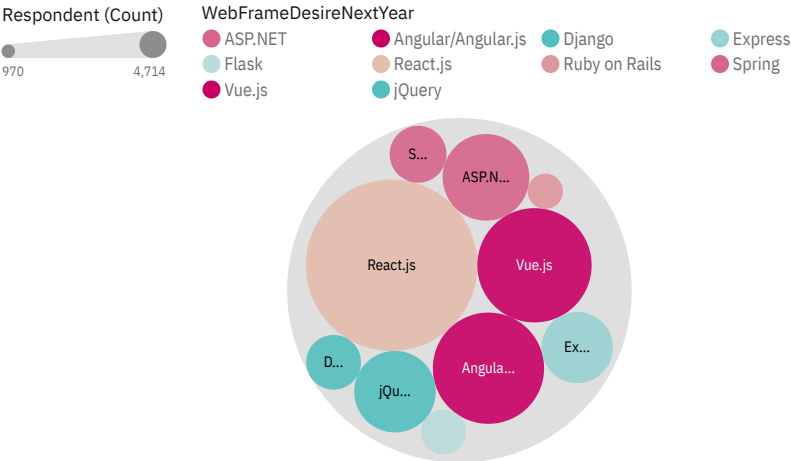 Respondent (Count)
970
4,714
WebFrameDesireNextYear
ASP.NET
Angular/Angular.js
Django
Express
Flask
React.js
Ruby on Rails
Spring
Vue.js
jQuery
S...
ASP.N...
React.js
Vue.js
Ex...
D...
Angula...
jQu...